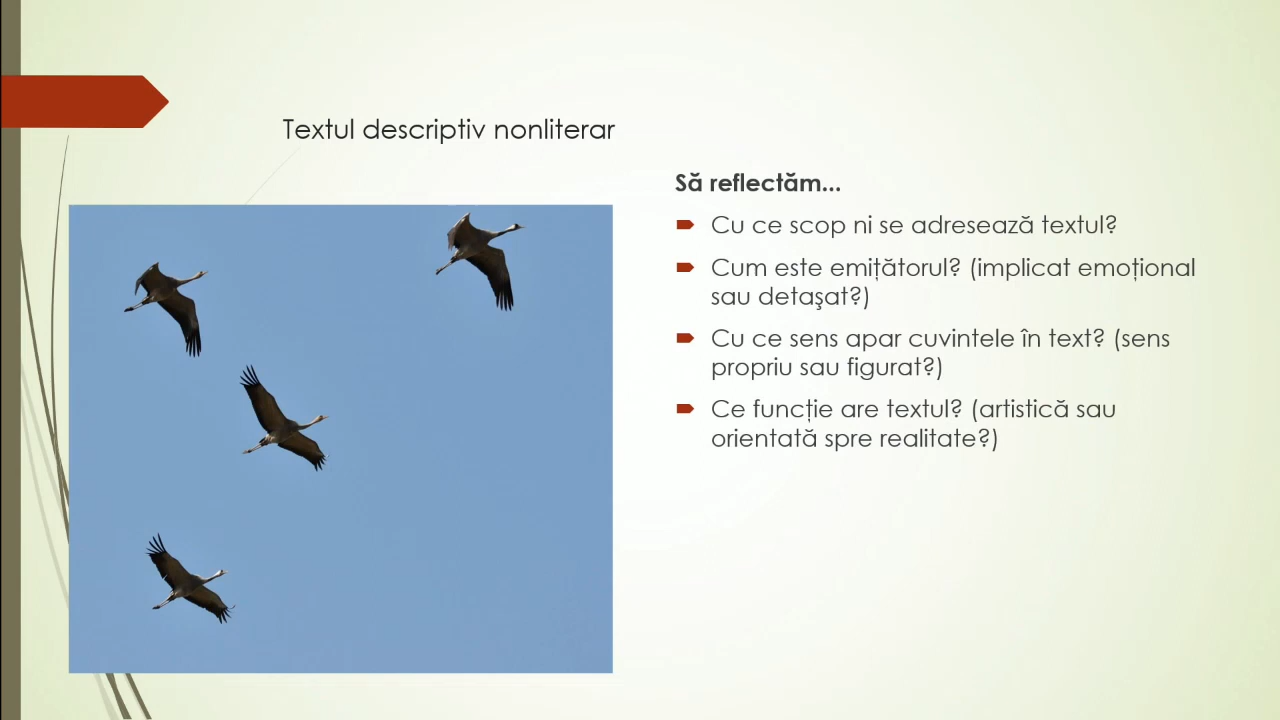 Textul descriptiv nonliterar
Să reflectăm...
Cu ce scop ni se adresează textul?
Cum este emițătorul? (implicat emoțional
sau detaşat?)
Cu ce sens apar cuvintele în text? (sens
propriu sau figurat?)
Ce funcție are textul? (artistică sau
orientată spre realitate?)